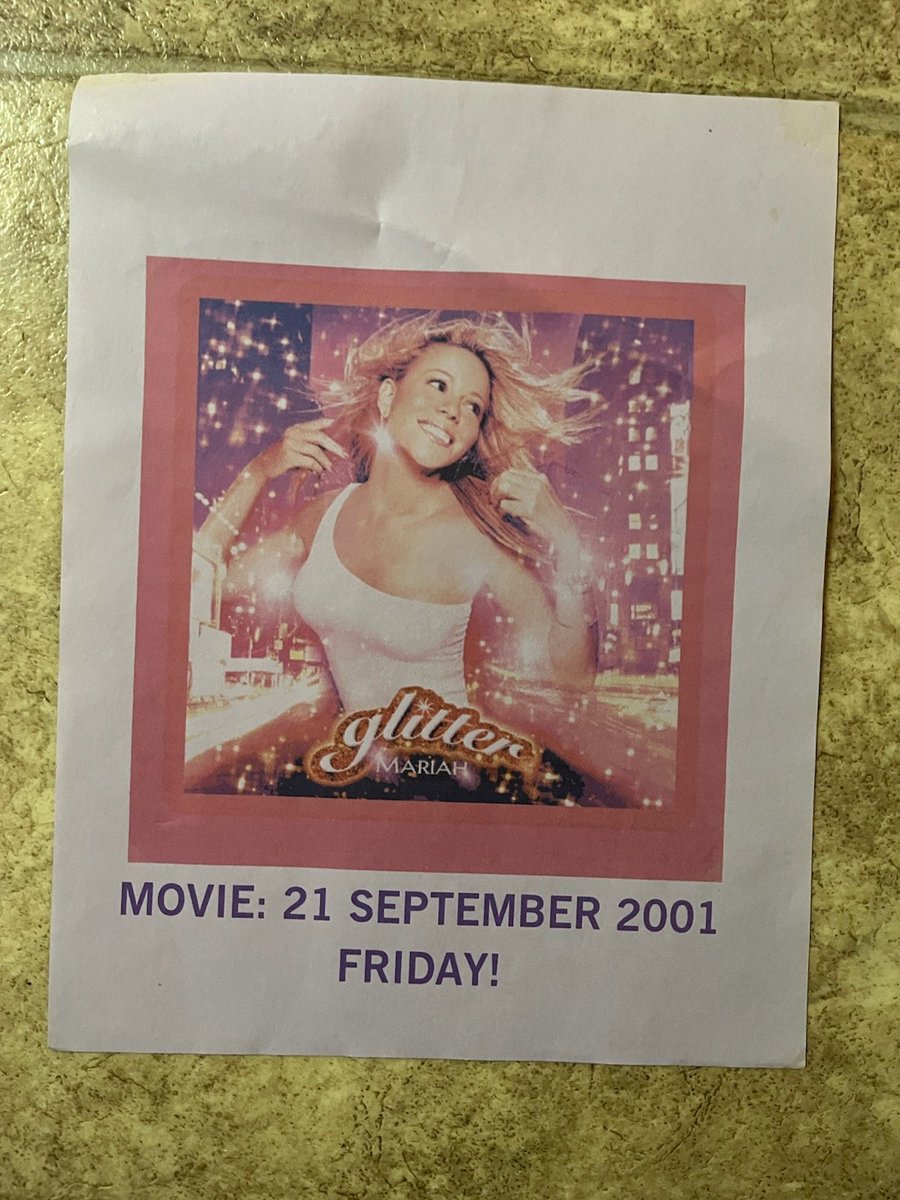 glitter
MARIAH
MOVIE: 21 SEPTEMBER 2001
FRIDAY!